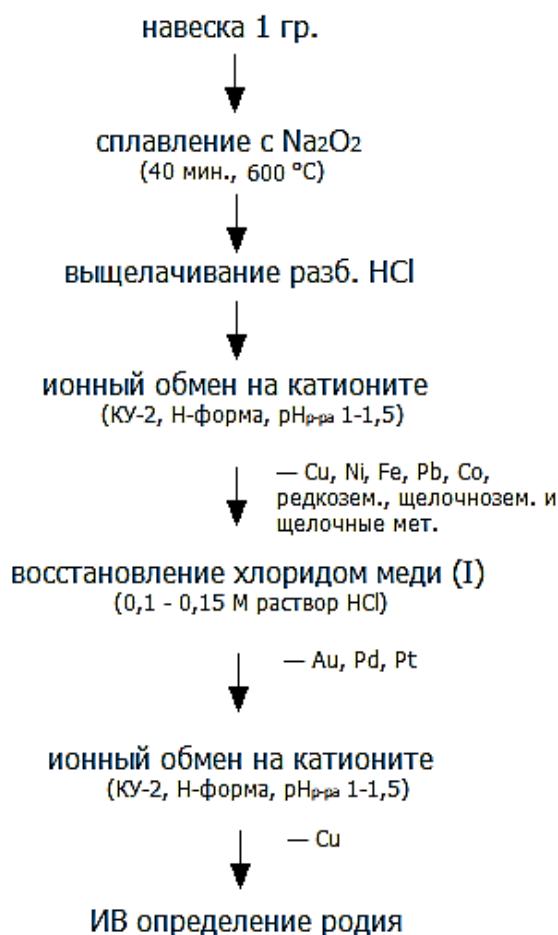 навеска 1 гр.
сплавление с Na₂O₂
(40 мин., 600 °C)
выщелачивание разб. HCl
ионный обмен на катионите
(КУ-2, Н-форма, pHр-ра 1-1,5)
— Cu, Ni, Fe, Pb, Co,
редкозем., щелочнозем. и
щелочные мет.
восстановление хлоридом меди (I)
(0,1 - 0,15 М раствор HCl)
— Au, Pd, Pt
ионный обмен на катионите
(КУ-2, Н-форма, pHр-ра 1-1,5)
— Cu
ИВ определение родия